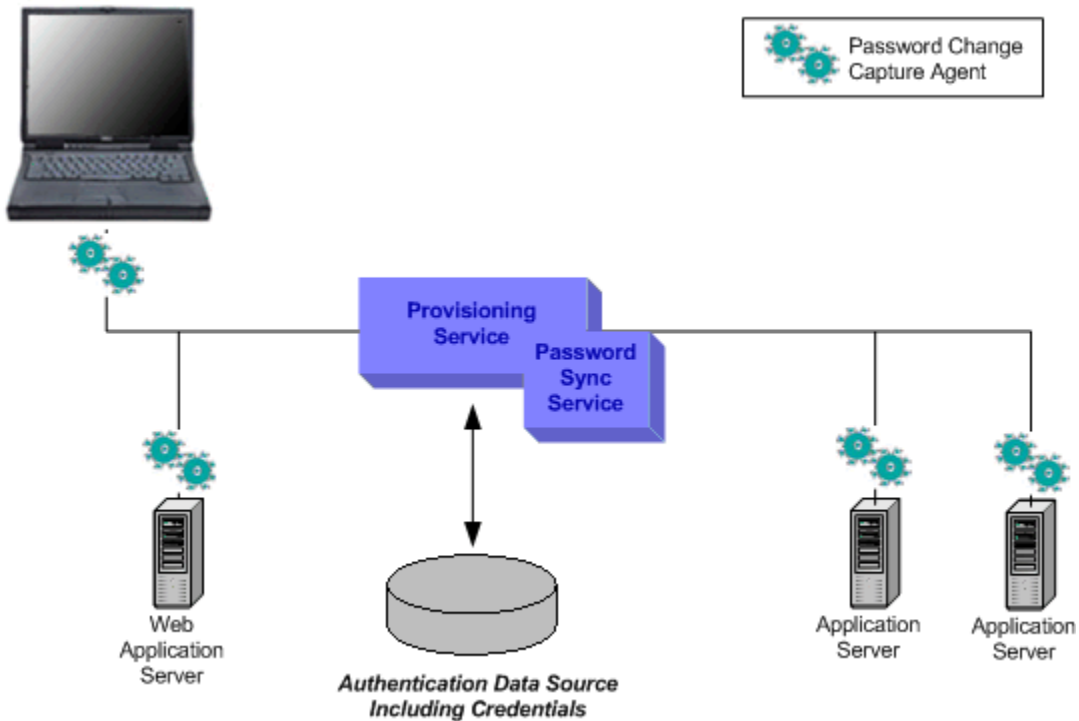 Password Change
Capture Agent
Provisioning
Service
Password
Sync
Service
Web
Application
Server
Application
Server
Application
Server
Authentication Data Source
Including Credentials